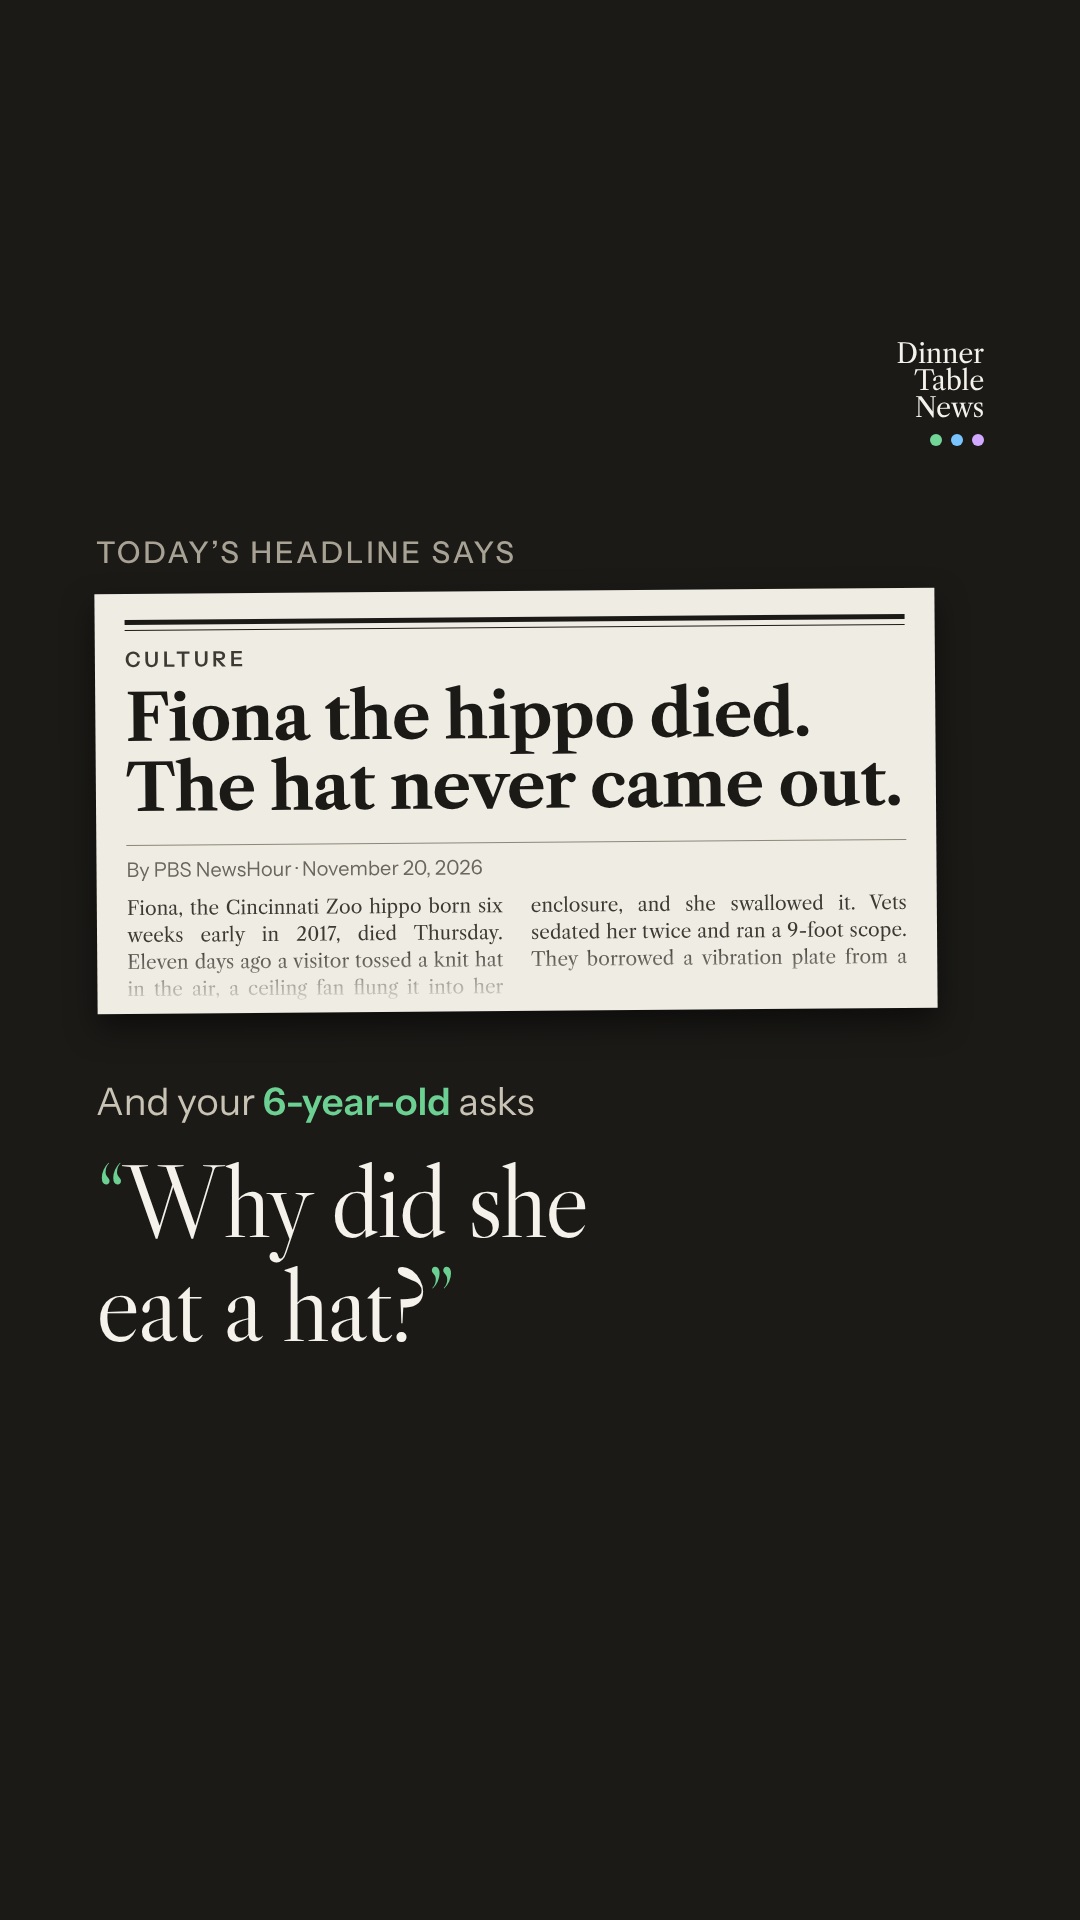 Dinner
Table
News
TODAY’S HEADLINE SAYS
CULTURE
Fiona the hippo died.
The hat never came out.
By PBS NewsHour · November 20, 2026
Fiona, the Cincinnati Zoo hippo born six
weeks early in 2017, died Thursday.
Eleven days ago a visitor tossed a knit hat
in the air, a ceiling fan flung it into her
enclosure, and she swallowed it. Vets
sedated her twice and ran a 9-foot scope.
They borrowed a vibration plate from a
And your 6-year-old asks
“Why did she
eat a hat?”